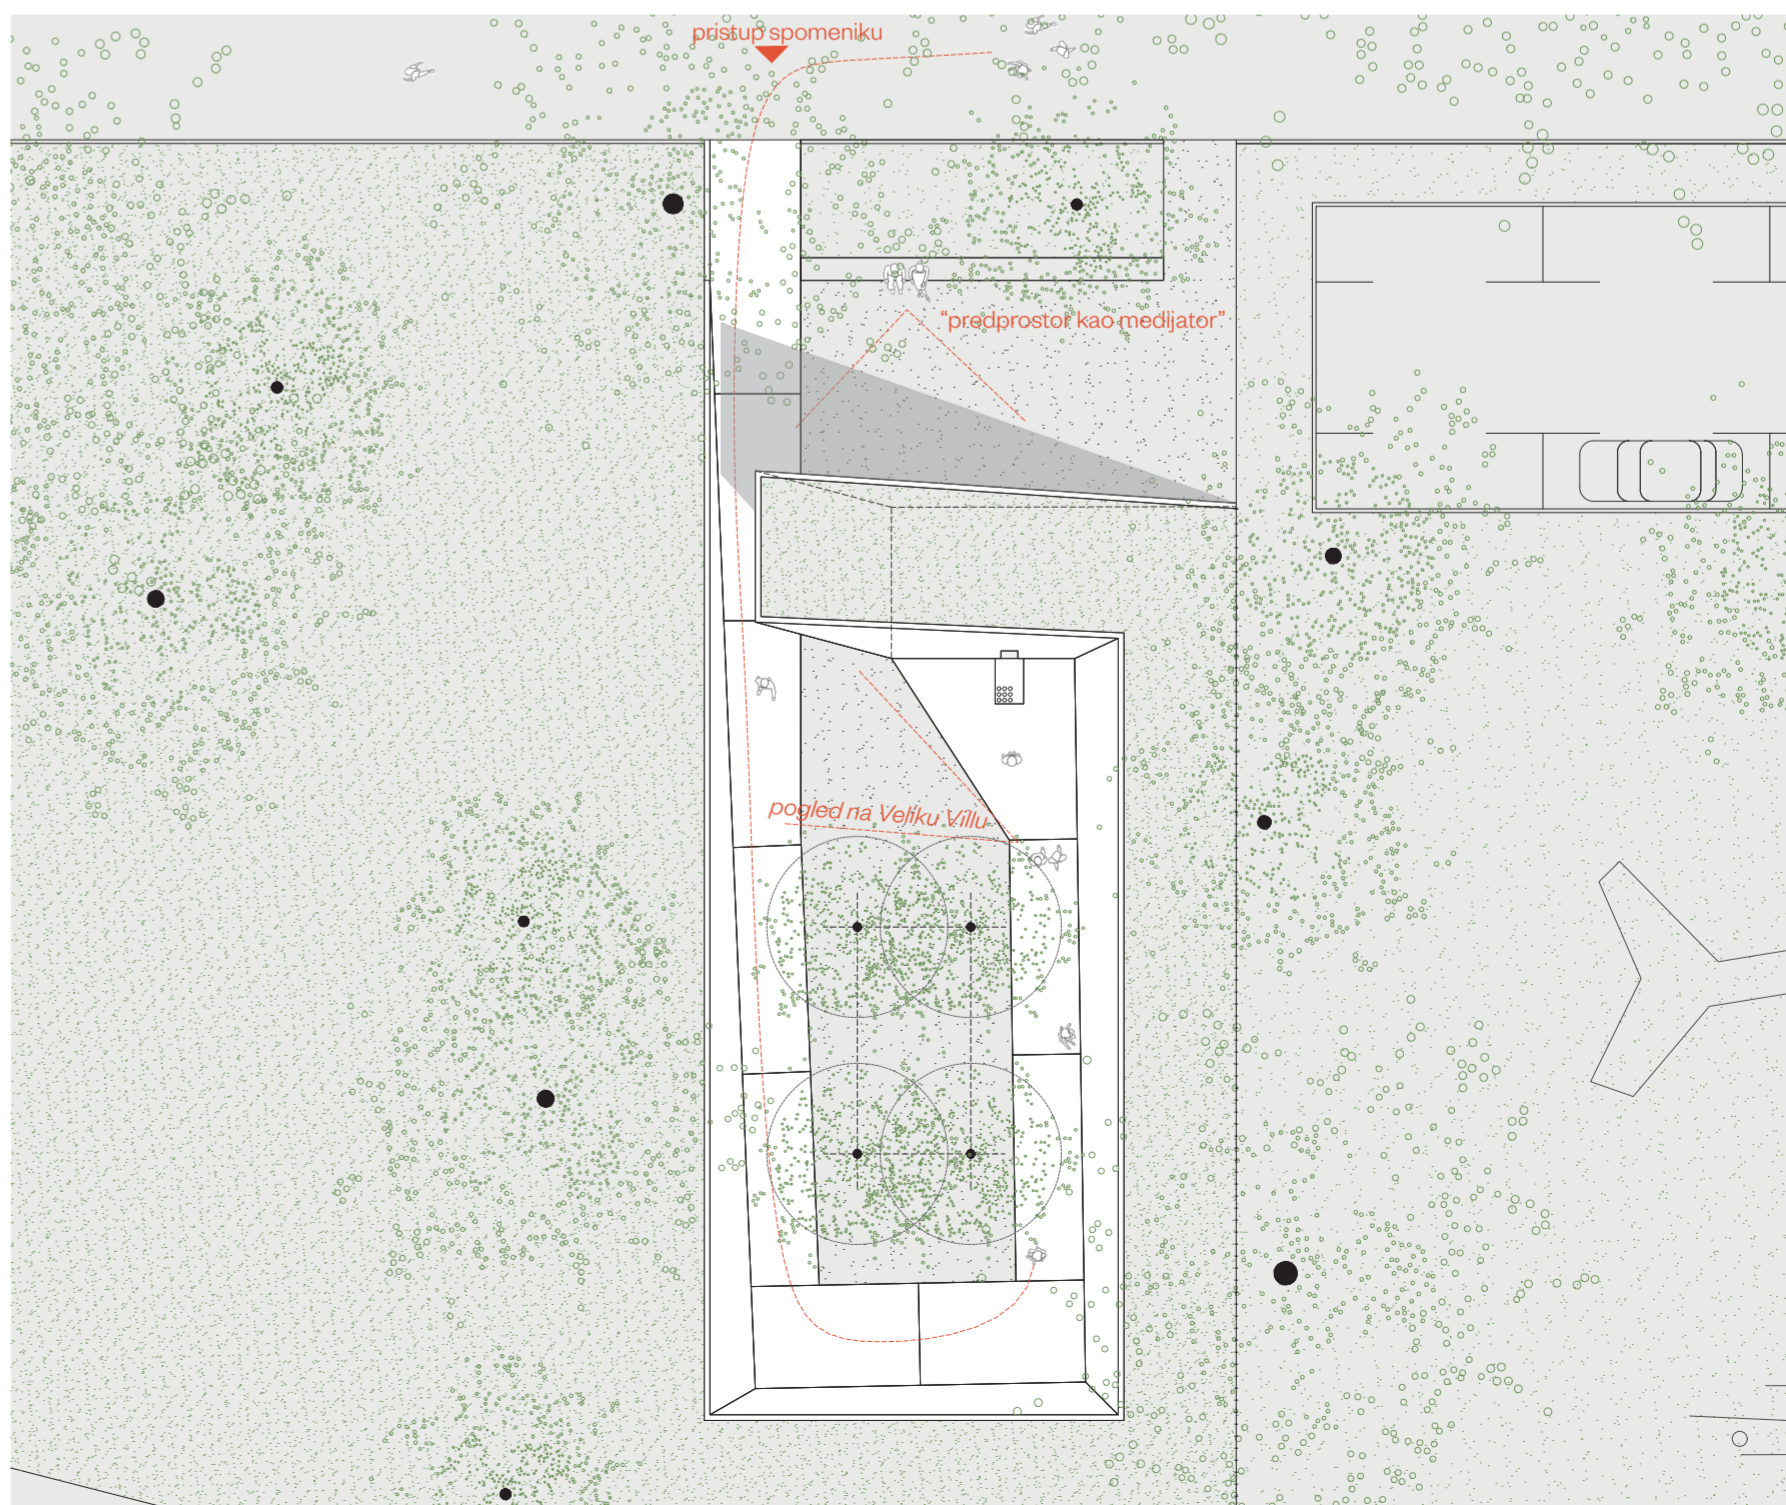 pristup spomeniku
“predprostor kao medijator”
pogled na Veliku Villu